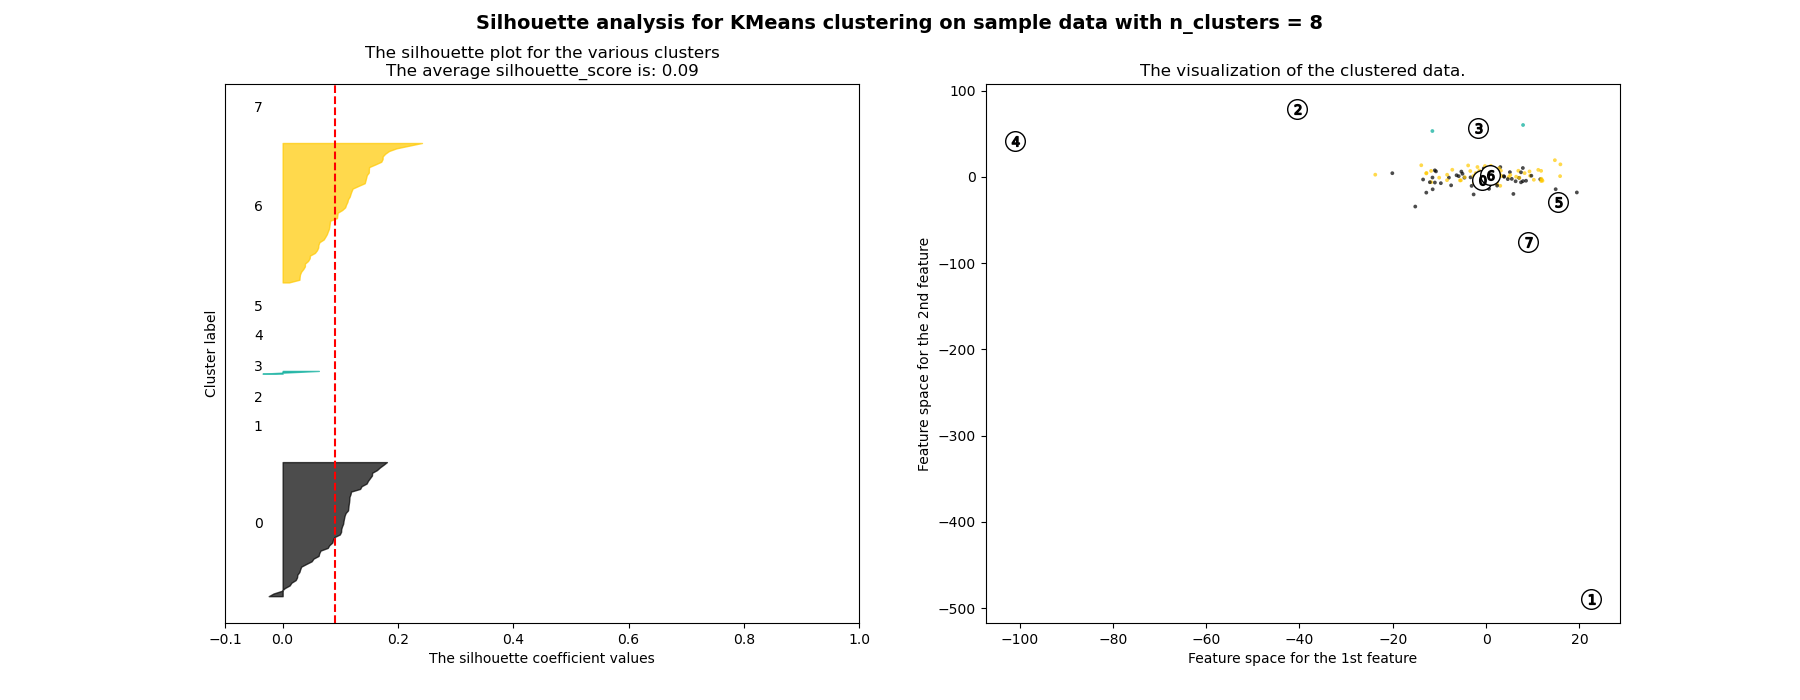 Silhouette analysis for KMeans clustering on sample data with n_clusters = 8
The silhouette plot for the various clusters
The average silhouette_score is: 0.09
7
6
5
4
3
2
1
0
Cluster label
−0.1 0.0 0.2 0.4 0.6 0.8 1.0
The silhouette coefficient values
The visualization of the clustered data.
100
0
−100
−200
−300
−400
−500
Feature space for the 2nd feature
2
4
3
6
0
5
7
1
−100 −80 −60 −40 −20 0 20
Feature space for the 1st feature